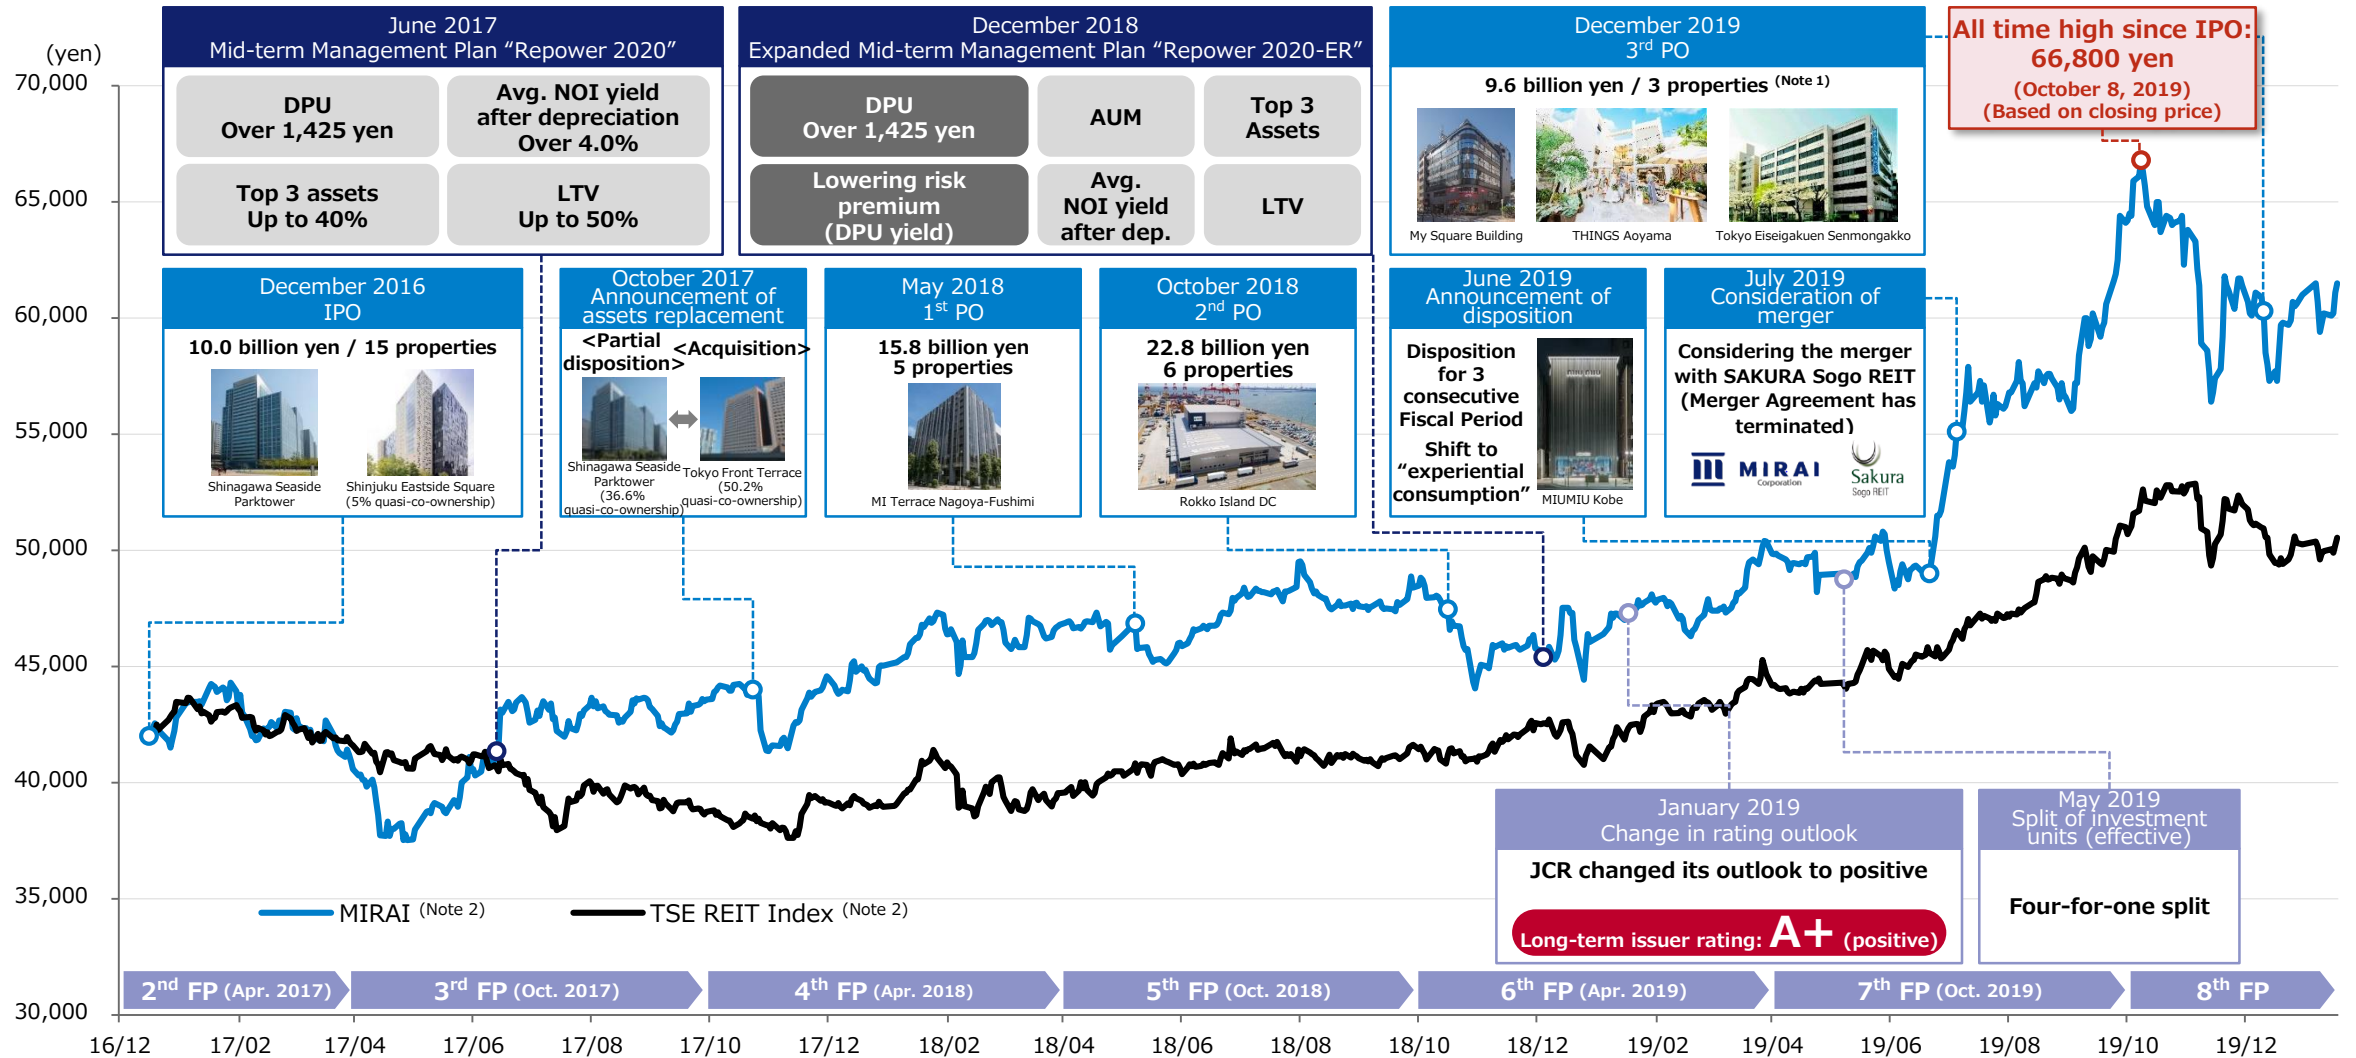 (yen)
70,000
65,000
60,000
55,000
50,000
45,000
40,000
35,000
30,000
June 2017
Mid-term Management Plan “Repower 2020”
DPU
Over 1,425 yen
Avg. NOI yield
after depreciation
Over 4.0%
Top 3 assets
Up to 40%
LTV
Up to 50%
December 2018
Expanded Mid-term Management Plan “Repower 2020-ER”
DPU
Over 1,425 yen
AUM
Top 3
Assets
Lowering risk
premium
(DPU yield)
Avg.
NOI yield
after dep.
LTV
December 2019
3rd PO
9.6 billion yen / 3 properties (Note 1)
My Square Building
THINGS Aoyama
Tokyo Eiseigakuen Senmongakko
All time high since IPO:
66,800 yen
(October 8, 2019)
(Based on closing price)
December 2016
IPO
10.0 billion yen / 15 properties
Shinagawa Seaside
Parktower
Shinjuku Eastside Square
(5% quasi-co-ownership)
October 2017
Announcement of
assets replacement
<Partial
disposition>
<Acquisition>
Shinagawa Seaside
Parktower
(36.6%
quasi-co-ownership)
Tokyo Front Terrace
(50.2%
quasi-co-ownership)
May 2018
1st PO
15.8 billion yen
5 properties
MI Terrace Nagoya-Fushimi
October 2018
2nd PO
22.8 billion yen
6 properties
Rokko Island DC
June 2019
Announcement of
disposition
Disposition
for 3
consecutive
Fiscal Period
Shift to
“experiential
consumption”
MIUMIU Kobe
July 2019
Consideration of
merger
Considering the merger
with SAKURA Sogo REIT
(Merger Agreement has
terminated)
MIRAI
Corporation
Sakura
Sogo REIT
January 2019
Change in rating outlook
JCR changed its outlook to positive
Long-term issuer rating: A+ (positive)
May 2019
Split of investment
units (effective)
Four-for-one split
MIRAI (Note 2)
TSE REIT Index (Note 2)
2nd FP (Apr. 2017)
3rd FP (Oct. 2017)
4th FP (Apr. 2018)
5th FP (Oct. 2018)
6th FP (Apr. 2019)
7th FP (Oct. 2019)
8th FP
16/12
17/02
17/04
17/06
17/08
17/10
17/12
18/02
18/04
18/06
18/08
18/10
18/12
19/02
19/04
19/06
19/08
19/10
19/12